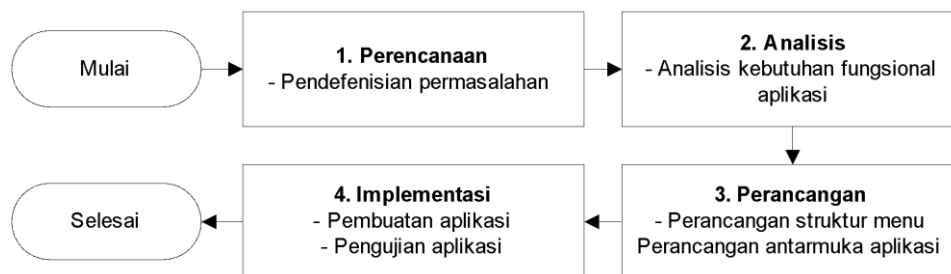 Mulai
1. Perencanaan
- Pendefenisian permasalahan
2. Analisis
- Analisis kebutuhan fungsional
aplikasi
3. Perancangan
- Perancangan struktur menu
Perancangan antarmuka aplikasi
4. Implementasi
- Pembuatan aplikasi
- Pengujian aplikasi
Selesai